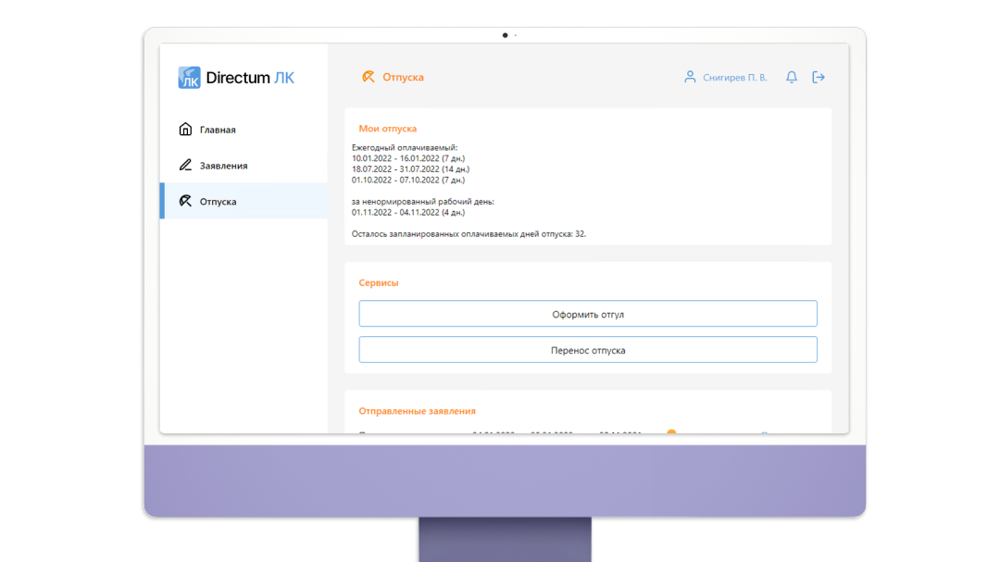 Directum ЛК
Отпуска
Снигирев П. В.
Главная
Заявления
Отпуска
Мои отпуска
Ежегодный оплачиваемый:
10.01.2022 - 16.01.2022 (7 дн.)
18.07.2022 - 31.07.2022 (14 дн.)
01.10.2022 - 07.10.2022 (7 дн.)
за ненормированный рабочий день:
01.11.2022 - 04.11.2022 (4 дн.)
Осталось запланированных оплачиваемых дней отпуска: 32.
Сервисы
Оформить отгул
Перенос отпуска
Отправленные заявления